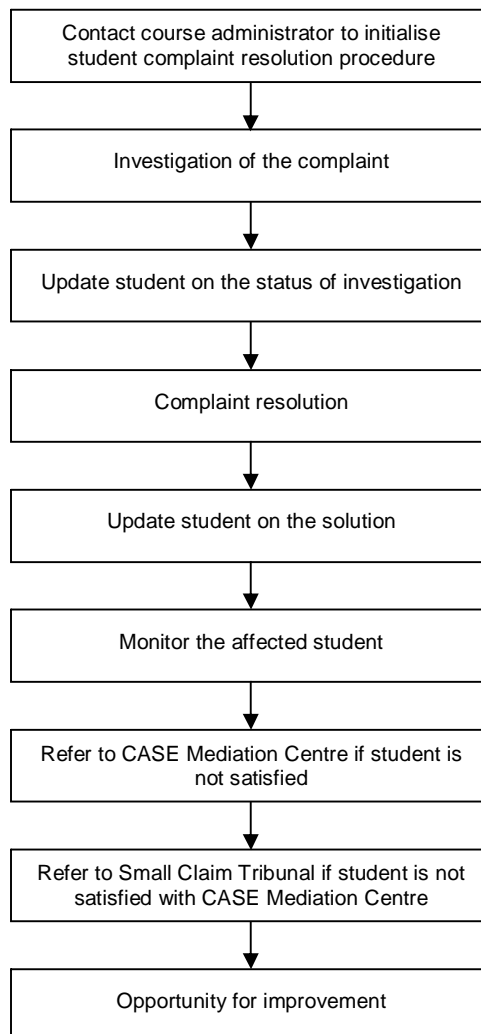 Contact course administrator to initialise
student complaint resolution procedure
Investigation of the complaint
Update student on the status of investigation
Complaint resolution
Update student on the solution
Monitor the affected student
Refer to CASE Mediation Centre if student is
not satisfied
Refer to Small Claim Tribunal if student is not
satisfied with CASE Mediation Centre
Opportunity for improvement